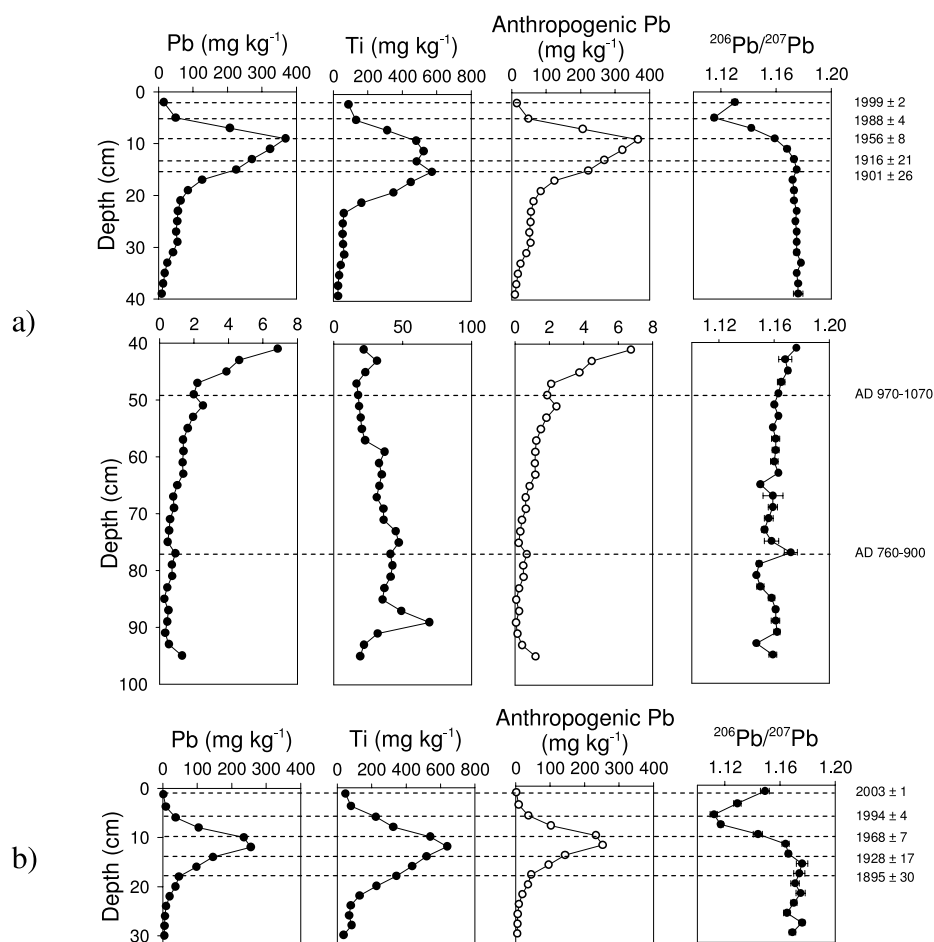 Pb (mg kg-1) Ti (mg kg-1) Anthropogenic Pb (mg kg-1) 206Pb/207Pb
0 100 200 300 400 0 200 400 600 800 0 100 200 300 400 1.12 1.16 1.20
0
10
20
30
40
Depth (cm)
1999 ± 2
1988 ± 4
1956 ± 8
1916 ± 21
1901 ± 26
a)
0 2 4 6 8 0 50 100 0 2 4 6 8 1.12 1.16 1.20
40
50
60
70
80
90
100
Depth (cm)
AD 970-1070
AD 760-900
Pb (mg kg-1) Ti (mg kg-1) Anthropogenic Pb (mg kg-1) 206Pb/207Pb
0 100 200 300 400 0 200 400 600 800 0 100 200 300 400 1.12 1.16 1.20
0
10
20
30
Depth (cm)
2003 ± 1
1994 ± 4
1968 ± 7
1928 ± 17
1895 ± 30
b)